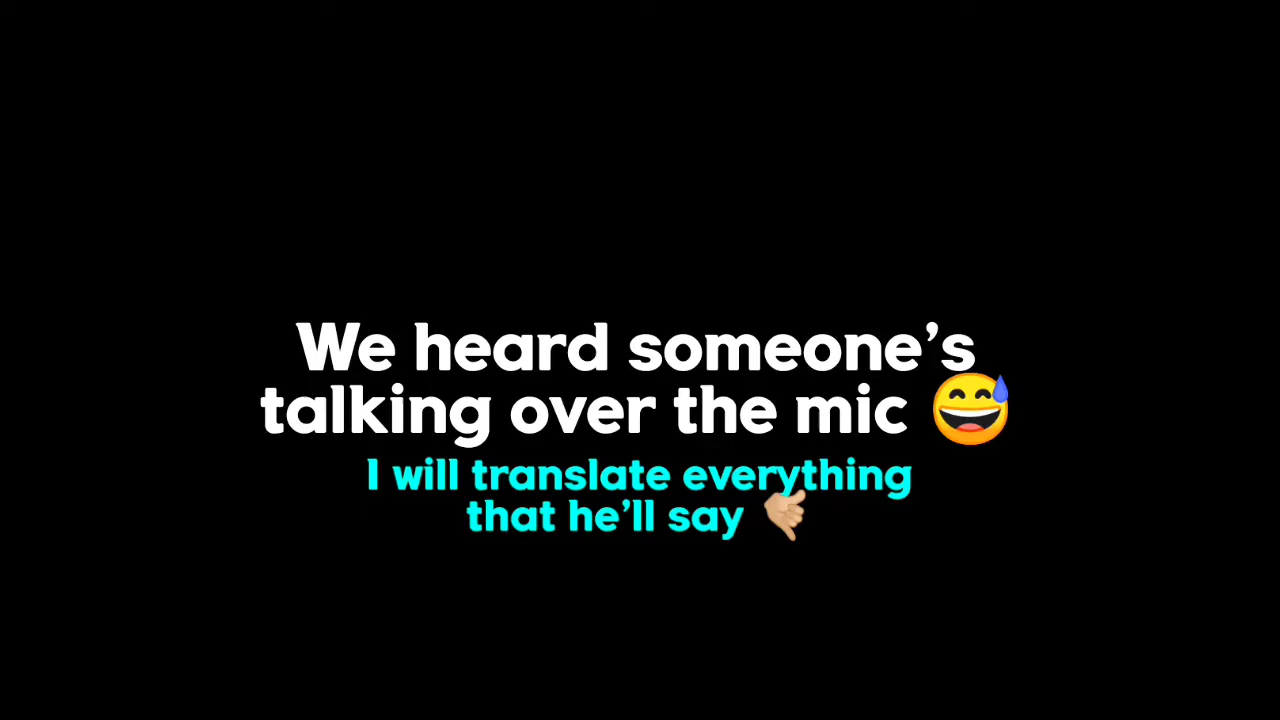 We heard someone’s
talking over the mic 😅
I will translate everything
that he’ll say 🤙🏼